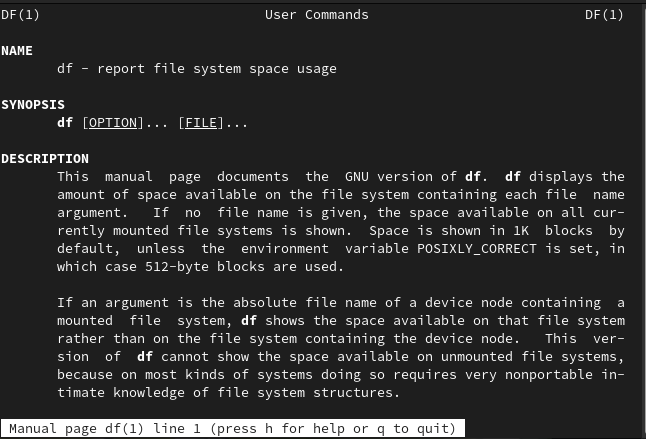 DF(1) User Commands DF(1)
NAME
df - report file system space usage
SYNOPSIS
df [OPTION]... [FILE]...
DESCRIPTION
This manual page documents the GNU version of df. df displays the
amount of space available on the file system containing each file name
argument. If no file name is given, the space available on all cur-
rently mounted file systems is shown. Space is shown in 1K blocks by
default, unless the environment variable POSIXLY_CORRECT is set, in
which case 512-byte blocks are used.
If an argument is the absolute file name of a device node containing a
mounted file system, df shows the space available on that file system
rather than on the file system containing the device node. This ver-
sion of df cannot show the space available on unmounted file systems,
because on most kinds of systems doing so requires very nonportable in-
timate knowledge of file system structures.
Manual page df(1) line 1 (press h for help or q to quit)